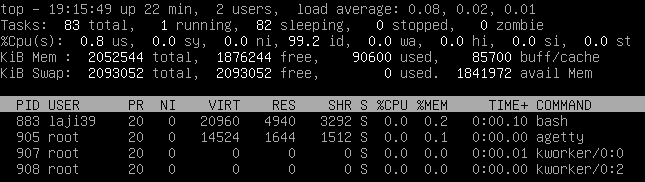 top - 19:15:49 up 22 min,  2 users,  load average: 0.08, 0.02, 0.01
Tasks:  83 total,   1 running,  82 sleeping,   0 stopped,   0 zombie
%Cpu(s):  0.8 us,  0.0 sy,  0.0 ni, 99.2 id,  0.0 wa,  0.0 hi,  0.0 si,  0.0 st
KiB Mem :  2052544 total,  1876244 free,    90600 used,    85700 buff/cache
KiB Swap:  2093052 total,  2093052 free,        0 used.  1841972 avail Mem
PID USER      PR  NI    VIRT    RES    SHR S %CPU %MEM     TIME+ COMMAND
883 laji39    20   0   20960   4940   3292 S  0.0  0.2   0:00.10 bash
905 root      20   0   14524   1644   1512 S  0.0  0.1   0:00.00 agetty
907 root      20   0       0      0      0 S  0.0  0.0   0:00.01 kworker/0:0
908 root      20   0       0      0      0 S  0.0  0.0   0:00.00 kworker/0:2